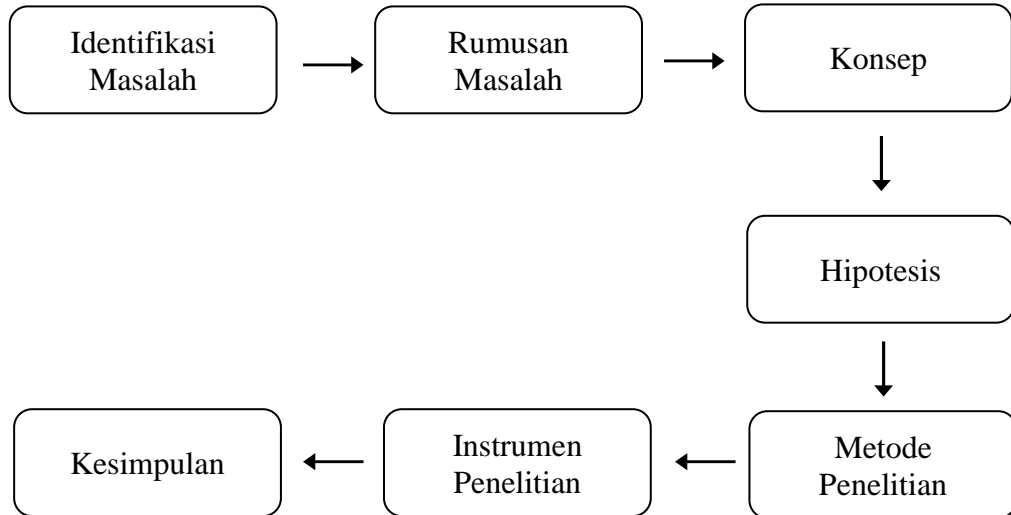 Identifikasi
Masalah
Rumusan
Masalah
Konsep
Hipotesis
Metode
Penelitian
Instrumen
Penelitian
Kesimpulan